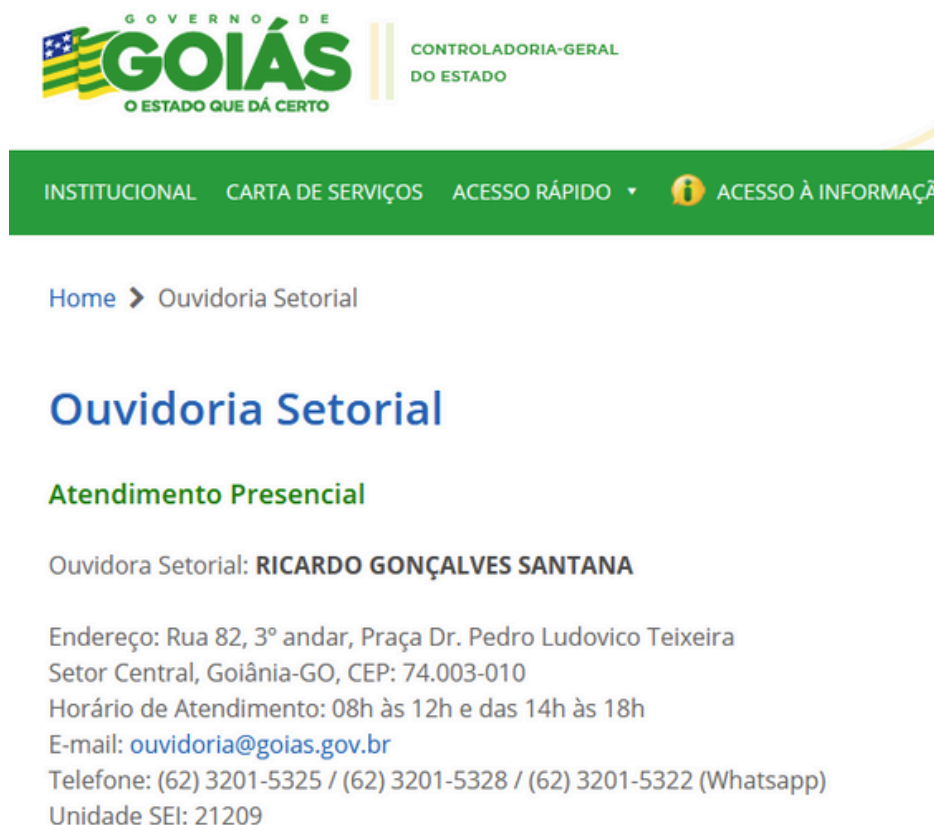 GOVERNO DE
GOIÁS
O ESTADO QUE DÁ CERTO
CONTROLADORIA-GERAL
DO ESTADO
INSTITUCIONAL CARTA DE SERVIÇOS ACESSO RÁPIDO ACESSO À INFORMAÇÃ
Home > Ouvidoria Setorial
Ouvidoria Setorial
Atendimento Presencial
Ouvidora Setorial: RICARDO GONÇALVES SANTANA
Endereço: Rua 82, 3º andar, Praça Dr. Pedro Ludovico Teixeira
Setor Central, Goiânia-GO, CEP: 74.003-010
Horário de Atendimento: 08h às 12h e das 14h às 18h
E-mail: ouvidoria@goias.gov.br
Telefone: (62) 3201-5325 / (62) 3201-5328 / (62) 3201-5322 (Whatsapp)
Unidade SEI: 21209